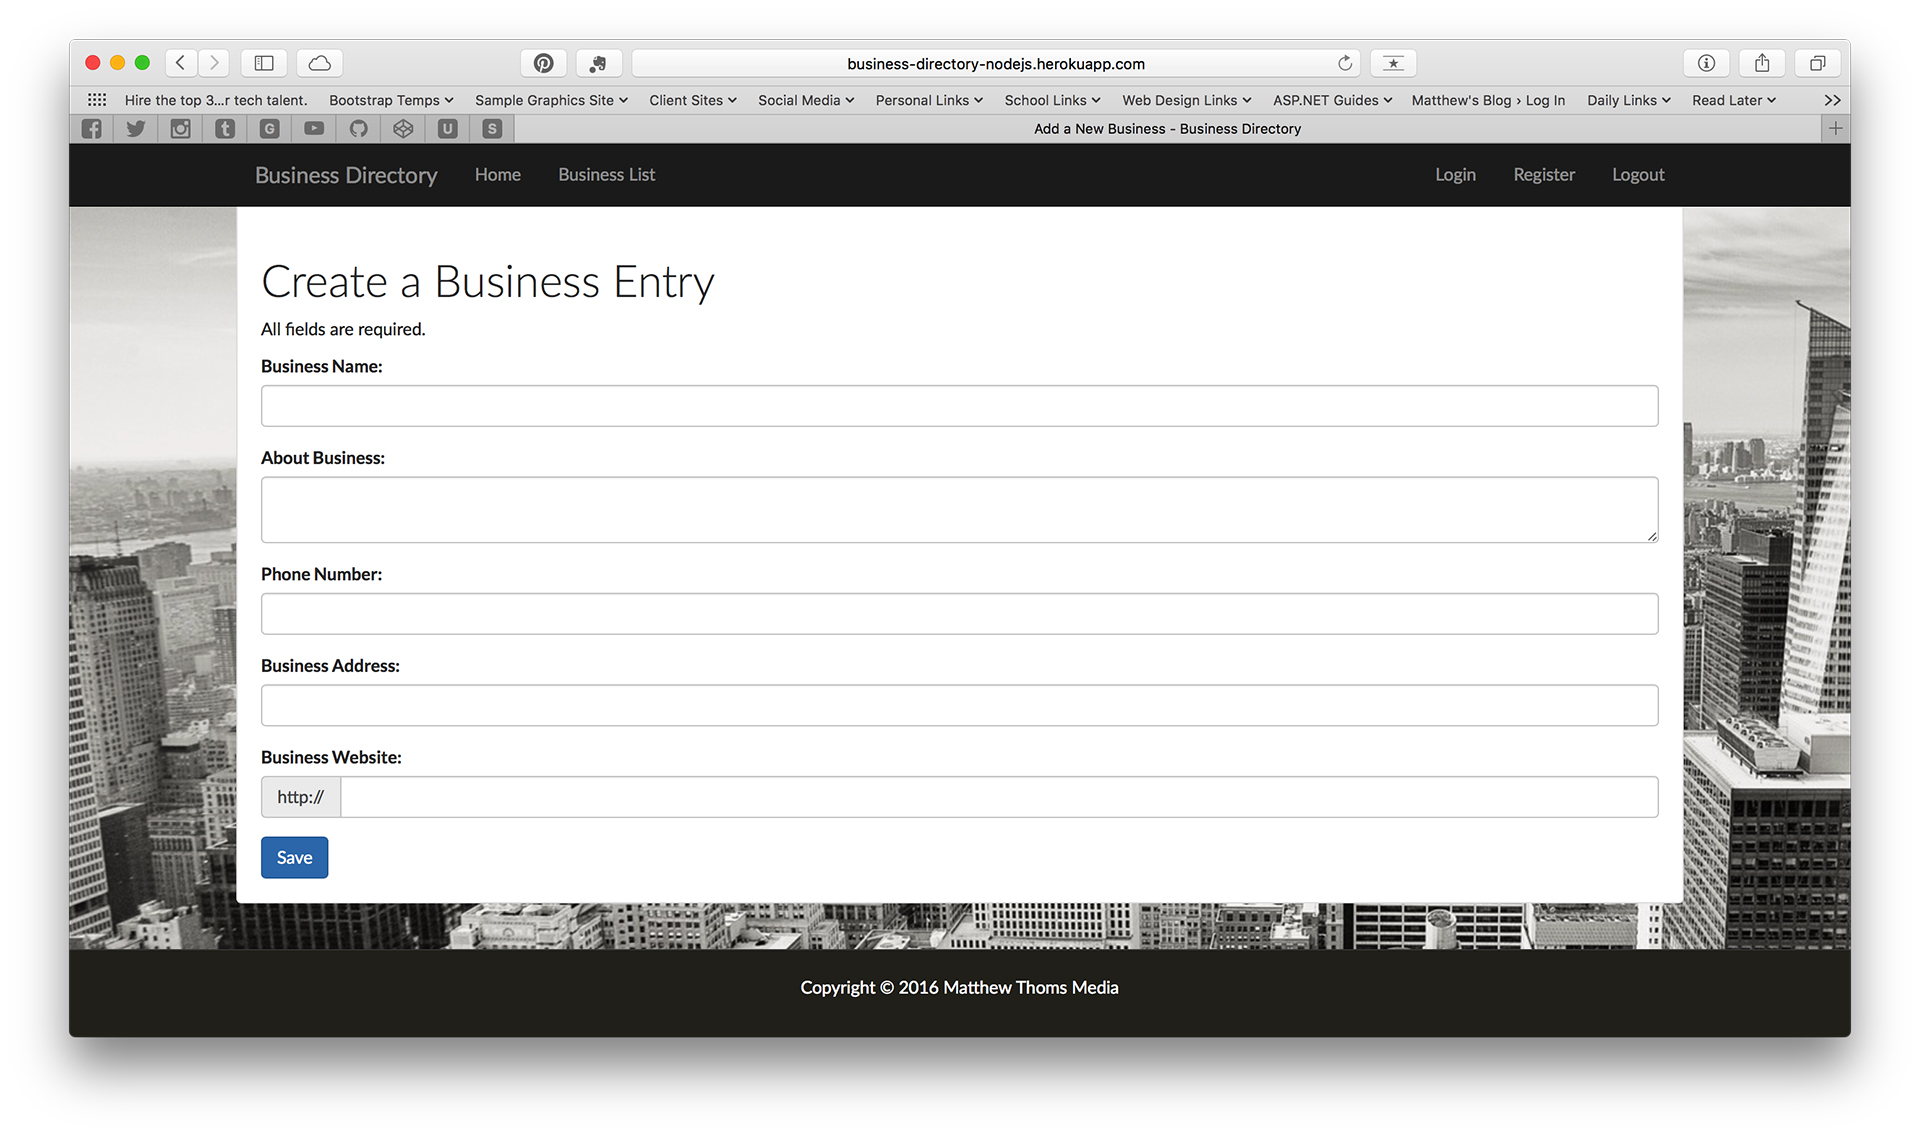 business-directory-nodejs.herokuapp.com
Hire the top 3...r tech talent. Bootstrap Temps Sample Graphics Site Client Sites Social Media Personal Links School Links Web Design Links ASP.NET Guides Matthew's Blog › Log In Daily Links Read Later
G U S Add a New Business - Business Directory
Business Directory Home Business List Login Register Logout
Create a Business Entry
All fields are required.
Business Name:
About Business:
Phone Number:
Business Address:
Business Website:
http://
Save
Copyright © 2016 Matthew Thoms Media